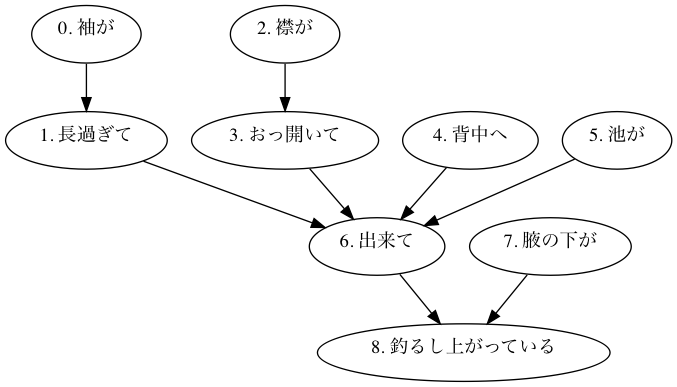 0. 袖が
2. 襟が
1. 長過ぎて
3. おっ開いて
4. 背中へ
5. 池が
6. 出来て
7. 腋の下が
8. 釣るし上がっている